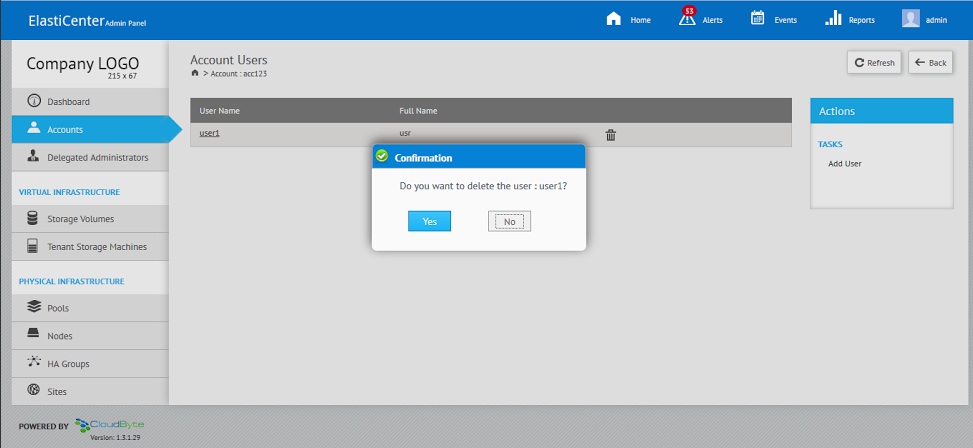 ElastiCenter Admin Panel
Home
53
Alerts
Events
Reports
admin
Company LOGO
215 x 67
Dashboard
Accounts
Delegated Administrators
VIRTUAL INFRASTRUCTURE
Storage Volumes
Tenant Storage Machines
PHYSICAL INFRASTRUCTURE
Pools
Nodes
HA Groups
Sites
POWERED BY CloudByte
Version: 1.3.1.29
Account Users
> Account : acc123
Refresh
Back
User Name Full Name
user1 usr
Confirmation
Do you want to delete the user : user1?
Yes No
Actions
TASKS
Add User